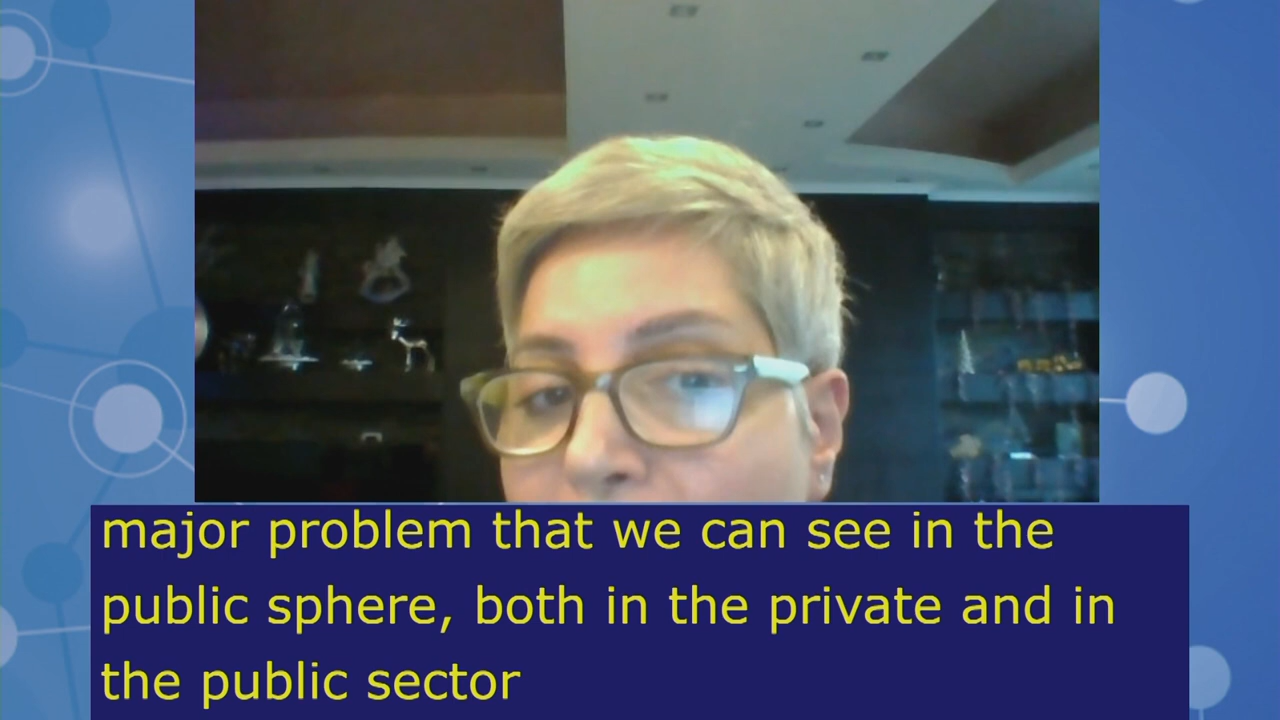 major problem that we can see in the
public sphere, both in the private and in
the public sector